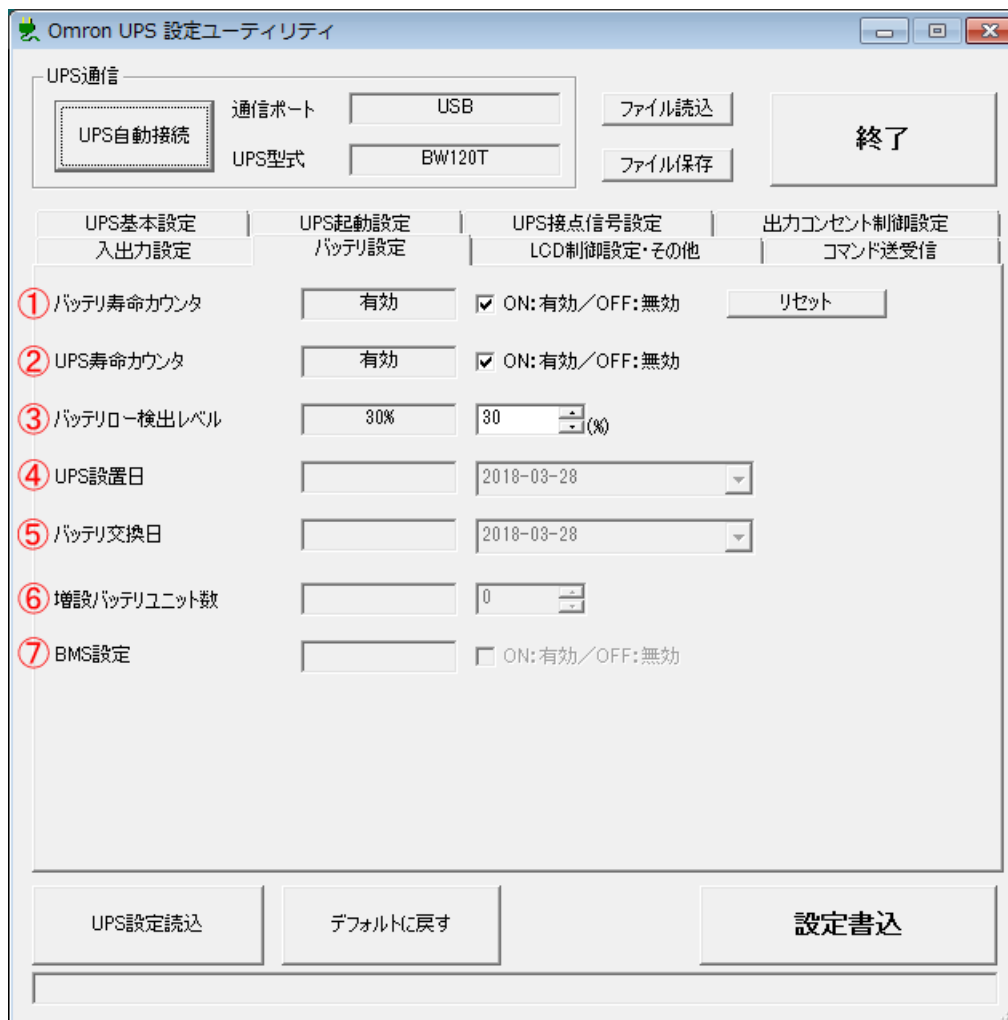 Omron UPS 設定ユーティリティ
UPS通信
UPS自動接続
通信ポート USB
UPS型式 BW120T
ファイル読込
ファイル保存
終了
UPS基本設定 UPS起動設定 UPS接点信号設定 出力コンセント制御設定
入出力設定 バッテリ設定 LCD制御設定・その他 コマンド送受信
① バッテリ寿命カウンタ 有効 ON:有効/OFF:無効 リセット
② UPS寿命カウンタ 有効 ON:有効/OFF:無効
③ バッテリロー検出レベル 30% 30 (%)
④ UPS設置日 2018-03-28
⑤ バッテリ交換日 2018-03-28
⑥ 増設バッテリユニット数 0
⑦ BMS設定 ON:有効/OFF:無効
UPS設定読込 デフォルトに戻す 設定書込